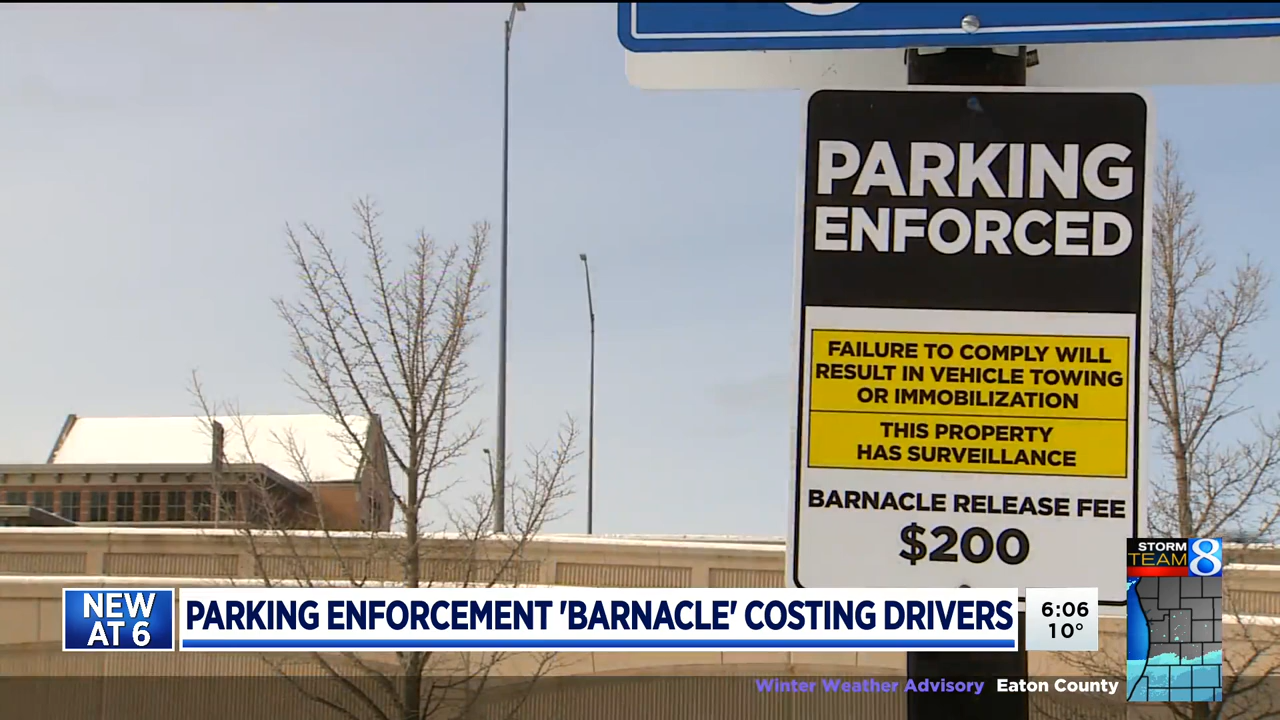 PARKING
ENFORCED
FAILURE TO COMPLY WILL
RESULT IN VEHICLE TOWING
OR IMMOBILIZATION
THIS PROPERTY
HAS SURVEILLANCE
BARNACLE RELEASE FEE
$200
STORM
TEAM 8
NEW
AT 6
PARKING ENFORCEMENT 'BARNACLE' COSTING DRIVERS
6:06
10°
Winter Weather Advisory Eaton County